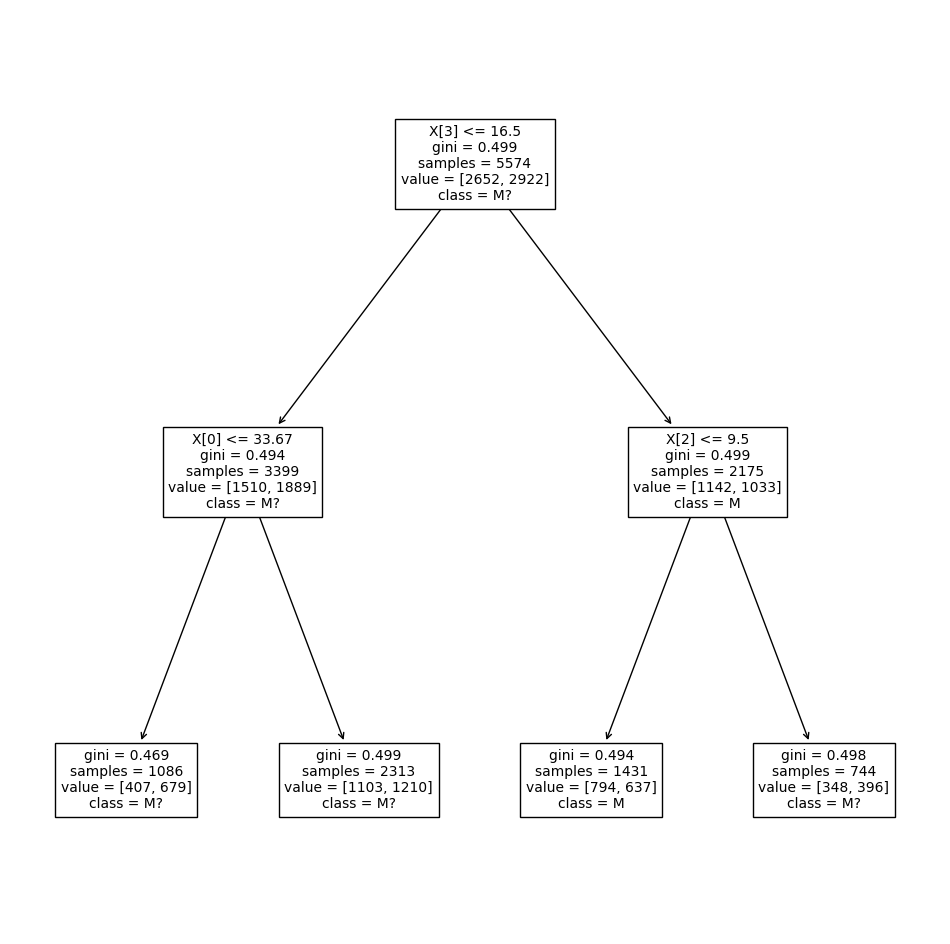 X[3] <= 16.5
gini = 0.499
samples = 5574
value = [2652, 2922]
class = M?
X[0] <= 33.67
gini = 0.494
samples = 3399
value = [1510, 1889]
class = M?
X[2] <= 9.5
gini = 0.499
samples = 2175
value = [1142, 1033]
class = M
gini = 0.469
samples = 1086
value = [407, 679]
class = M?
gini = 0.499
samples = 2313
value = [1103, 1210]
class = M?
gini = 0.494
samples = 1431
value = [794, 637]
class = M
gini = 0.498
samples = 744
value = [348, 396]
class = M?